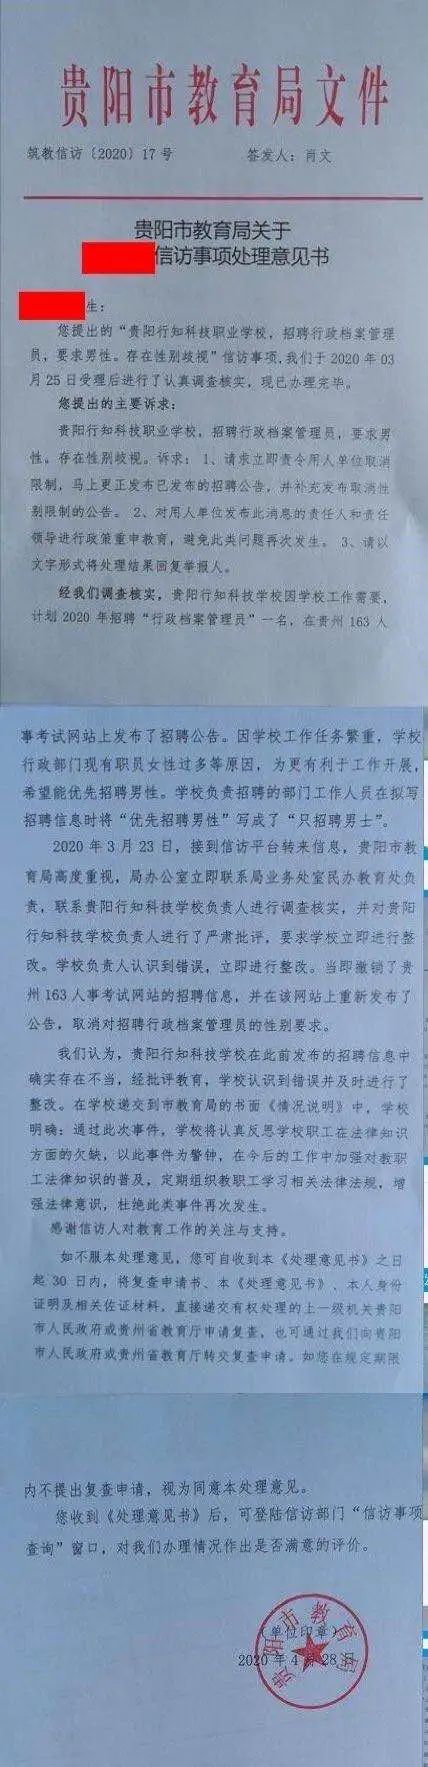 贵阳市教育局文件
筑教信访〔2020〕17号 签发人：肖文
贵阳市教育局关于
信访事项处理意见书
生：
您提出的“贵阳行知科技职业学校，招聘行政档案管理
员，要求男性。存在性别歧视”信访事项，我们于2020年03
月25日受理后进行了认真调查核实，现已办理完毕。
您提出的主要诉求：
贵阳行知科技职业学校，招聘行政档案管理员，要求男
性。存在性别歧视。诉求：1、请求立即责令用人单位取消
限制，马上更正发布已发布的招聘公告，并补充发布取消性
别限制的公告。2、对用人单位发布此消息的责任人和责任
领导进行政策重申教育，避免此类问题再次发生。3、请以
文字形式将处理结果回复举报人。
经我们调查核实，贵阳行知科技学校因学校工作需要，
计划2020年招聘“行政档案管理员”一名，在贵州163人
事考试网站上发布了招聘公告。因学校工作任务繁重，学校
行政部门现有职员女性过多等原因，为更有利于工作开展，
希望能优先招聘男性。学校负责招聘的部门工作人员在拟写
招聘信息时将“优先招聘男性”写成了“只招聘男士”。
2020年3月23日，接到信访平台转来信息，贵阳市教
育局高度重视，局办公室立即联系局业务处室民办教育处负
责，联系贵阳行知科技学校负责人进行调查核实，并对贵阳
行知科技学校负责人进行了严肃批评，要求学校立即进行整
改。学校负责人认识到错误，立即进行整改。当即撤销了贵
州163人事考试网站的招聘信息，并在该网站上重新发布了
公告，取消对招聘行政档案管理员的性别要求。
我们认为，贵阳行知科技学校在此前发布的招聘信息中
确实存在不当，经批评教育，学校认识到错误并及时进行了
整改。在学校递交到市教育局的书面《情况说明》中，学校
明确：通过此次事件，学校将认真反思学校职工在法律知识
方面的欠缺，以此事件为警钟，在今后的工作中加强对教职
工法律知识的普及，定期组织教职工学习相关法律法规，增
强法律意识，杜绝此类事件再次发生。
感谢信访人对教育工作的关注与支持。
如不服本处理意见，您可自收到本《处理意见书》之日
起30日内，将复查申请书、本《处理意见书》、本人身份
证明及相关佐证材料，直接递交有权处理的上一级机关贵阳
市人民政府或贵州省教育厅申请复查，也可通过我们向贵阳
市人民政府或贵州省教育厅转交复查申请。如您在规定期限
内不提出复查申请，视为同意本处理意见。
您收到《处理意见书》后，可登陆信访部门“信访事项
查询”窗口，对我们办理情况作出是否满意的评价。
贵阳市教育局
（单位印章）
2020年4月28日